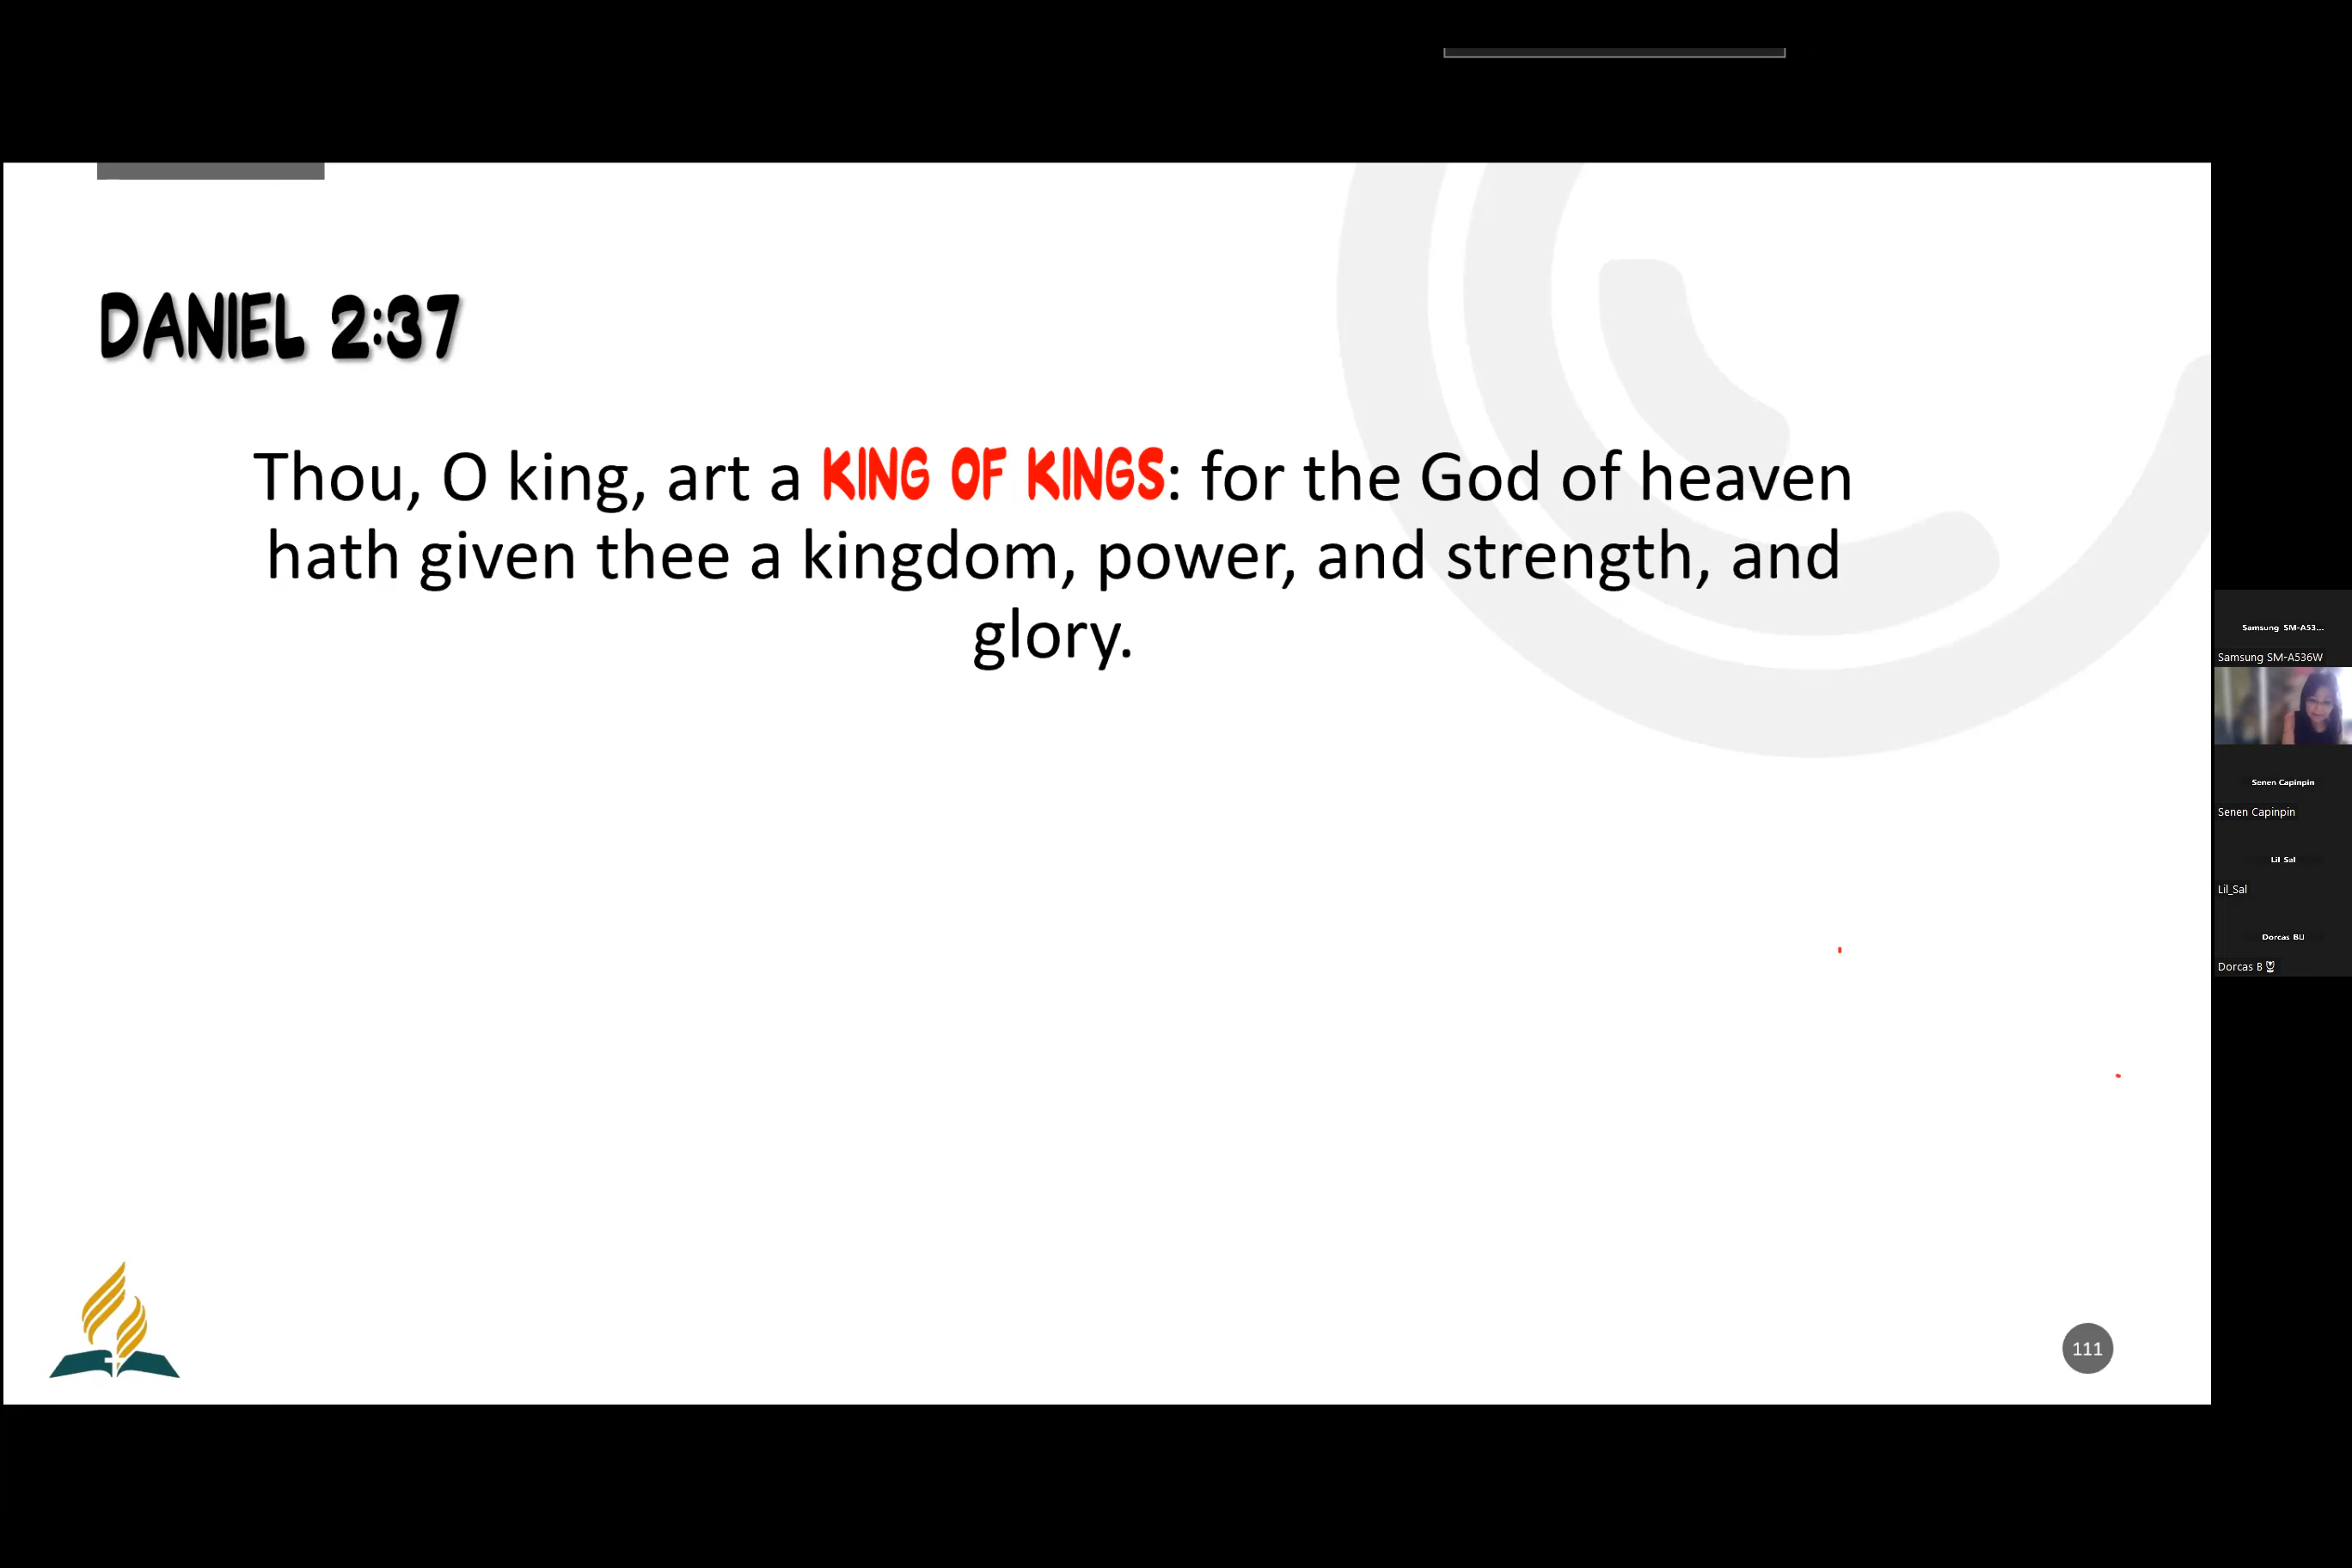 DANIEL 2:37
Thou, O king, art a KING OF KINGS: for the God of heaven
hath given thee a kingdom, power, and strength, and
glory.
111
Samsung SM-A53...
Samsung SM-A536W
Senen Capinpin
Senen Capinpin
Lil Sal
Lil_Sal
Dorcas B